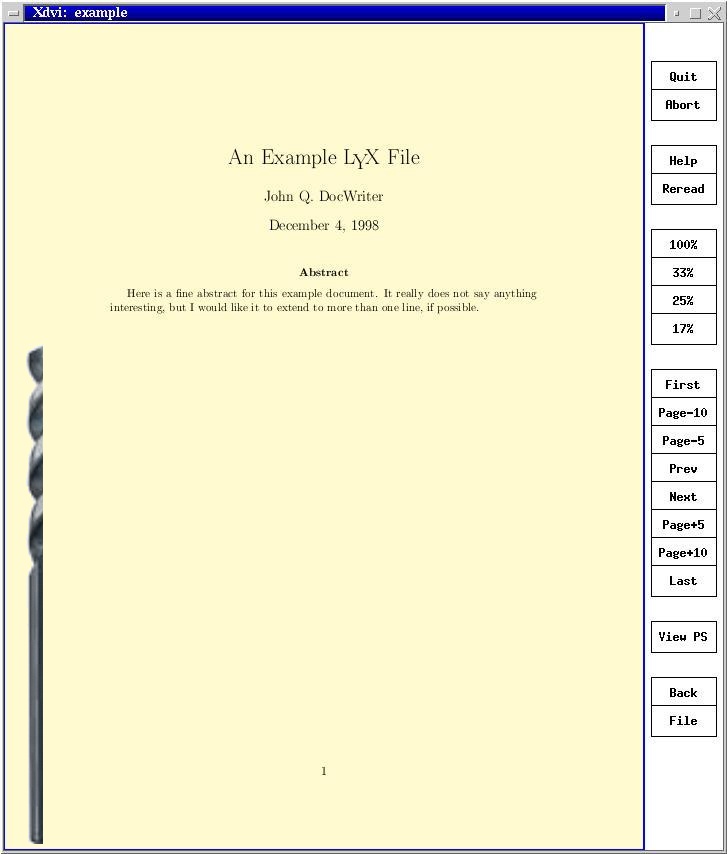 Xdvi: example
An Example LYX File
John Q. DocWriter
December 4, 1998
Abstract
Here is a fine abstract for this example document. It really does not say anything
interesting, but I would like it to extend to more than one line, if possible.
1
Quit
Abort
Help
Reread
100%
33%
25%
17%
First
Page-10
Page-5
Prev
Next
Page+5
Page+10
Last
View PS
Back
File